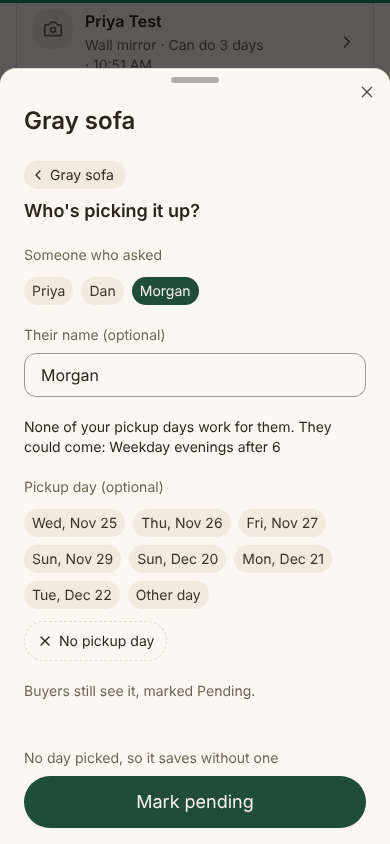 Priya Test
Wall mirror · Can do 3 days
· 10:51 AM
Gray sofa
Gray sofa
Who's picking it up?
Someone who asked
Priya Dan Morgan
Their name (optional)
Morgan
None of your pickup days work for them. They
could come: Weekday evenings after 6
Pickup day (optional)
Wed, Nov 25 Thu, Nov 26 Fri, Nov 27
Sun, Nov 29 Sun, Dec 20 Mon, Dec 21
Tue, Dec 22 Other day
No pickup day
Buyers still see it, marked Pending.
No day picked, so it saves without one
Mark pending